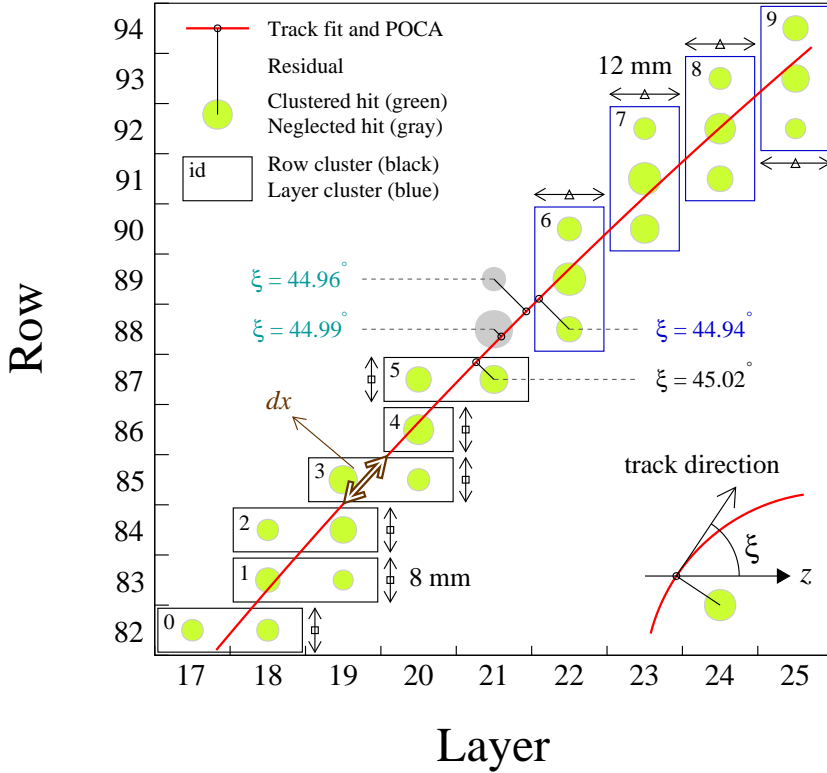 94
93
92
91
90
89
88
87
86
85
84
83
82
Row
Track fit and POCA
Residual
Clustered hit (green)
Neglected hit (gray)
id
Row cluster (black)
Layer cluster (blue)
9
8
12 mm
7
6
ξ = 44.96°
ξ = 44.99°
ξ = 44.94°
5
ξ = 45.02°
dx
4
3
track direction
2
ξ
z
1
8 mm
0
17 18 19 20 21 22 23 24 25
Layer